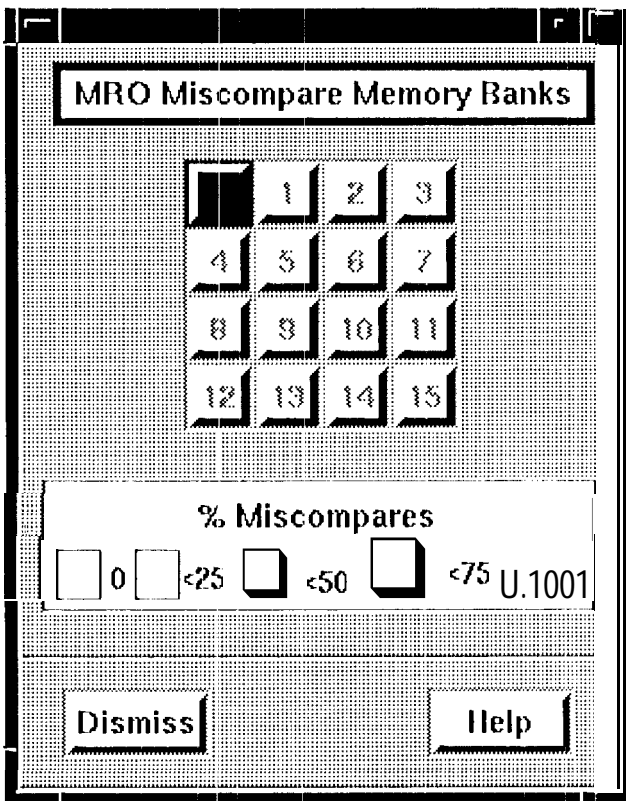 MRO Miscompare Memory Banks
1 2 3
4 5 6 7
8 9 10 11
12 13 14 15
% Miscompares
0 <25 <50 <75 U.1001
Dismiss Help